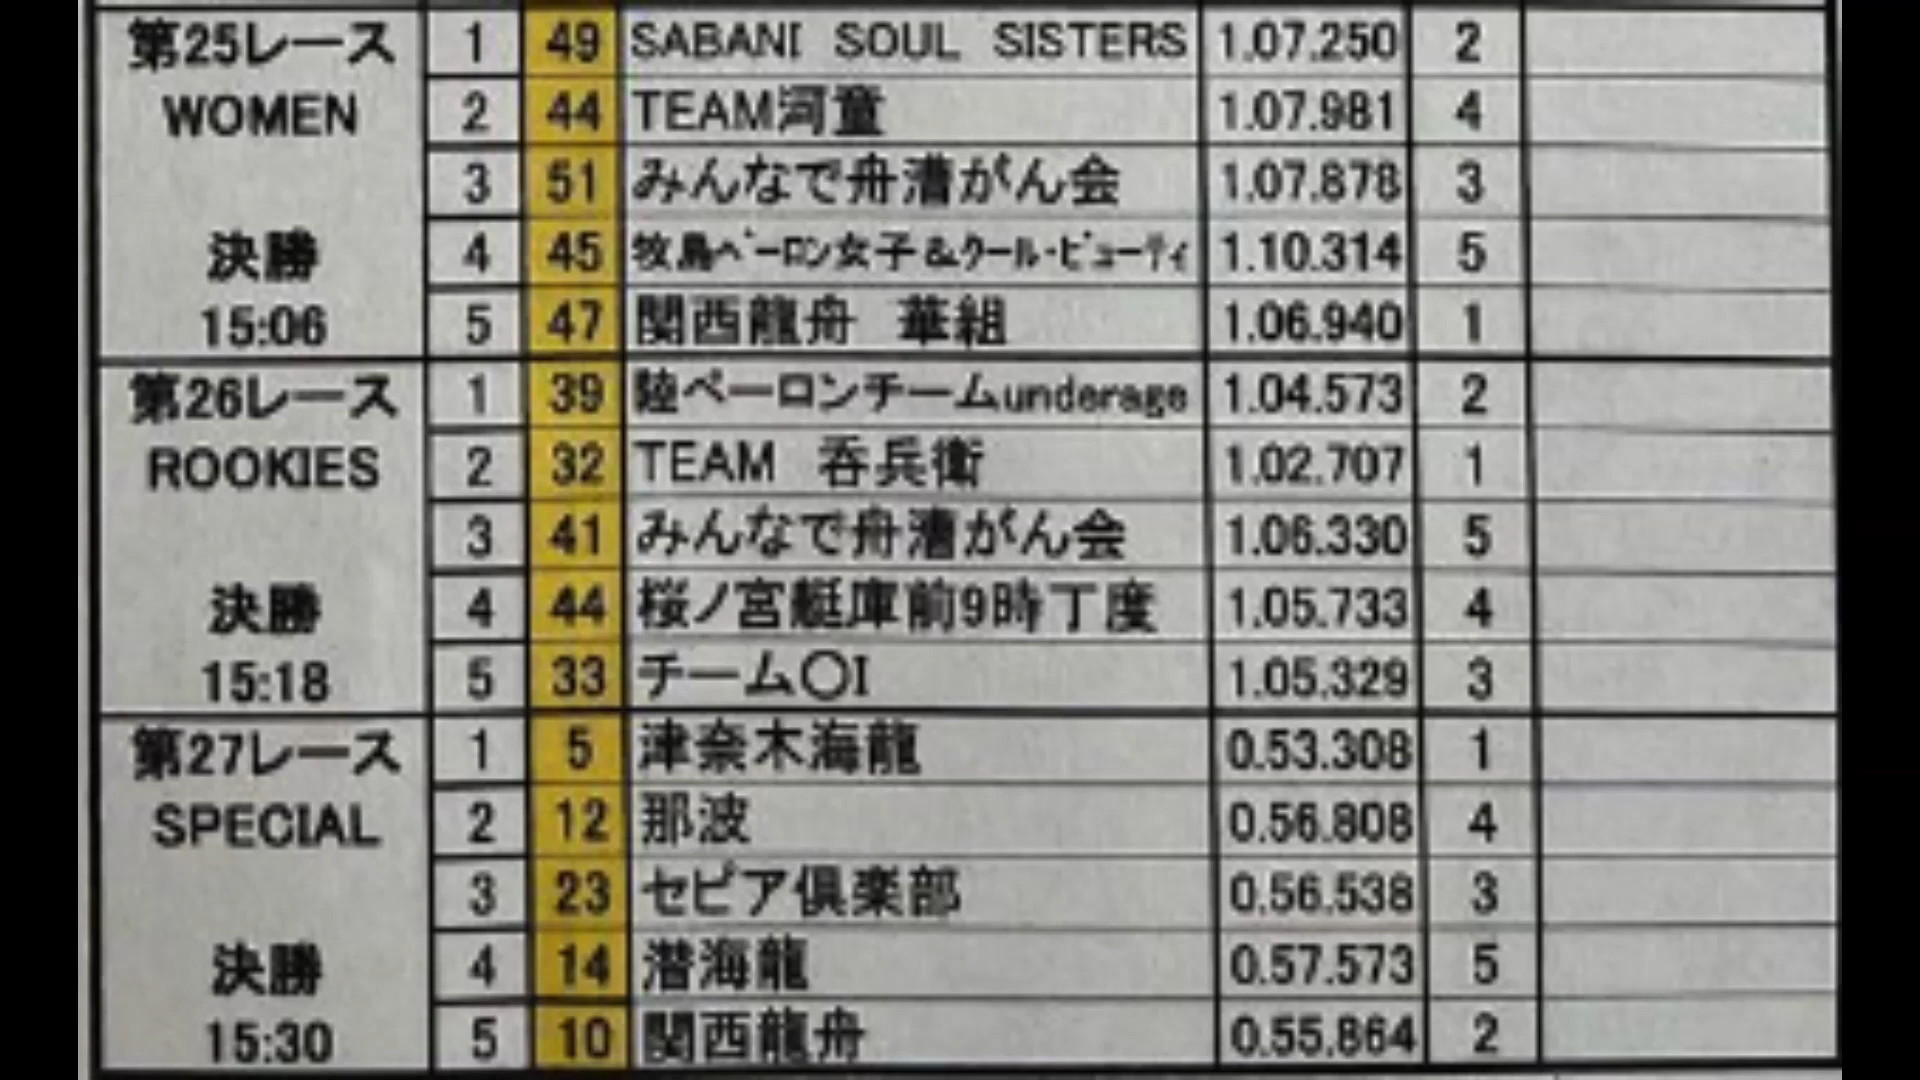 第25レース 1 49 SABANI SOUL SISTERS 1.07.250 2
WOMEN 2 44 TEAM河童 1.07.981 4
3 51 みんなで舟漕がん会 1.07.878 3
決勝 4 45 牧島ペーロン女子&クール・ビューティ 1.10.314 5
15:06 5 47 関西龍舟 華組 1.06.940 1
第26レース 1 39 陸ペーロンチームunderage 1.04.573 2
ROOKIES 2 32 TEAM 呑兵衛 1.02.707 1
3 41 みんなで舟漕がん会 1.06.330 5
決勝 4 44 桜ノ宮艇庫前9時丁度 1.05.733 4
15:18 5 33 チーム〇I 1.05.329 3
第27レース 1 5 津奈木海龍 0.53.308 1
SPECIAL 2 12 那波 0.56.808 4
3 23 セピア倶楽部 0.56.538 3
決勝 4 14 潜海龍 0.57.573 5
15:30 5 10 関西龍舟 0.55.864 2